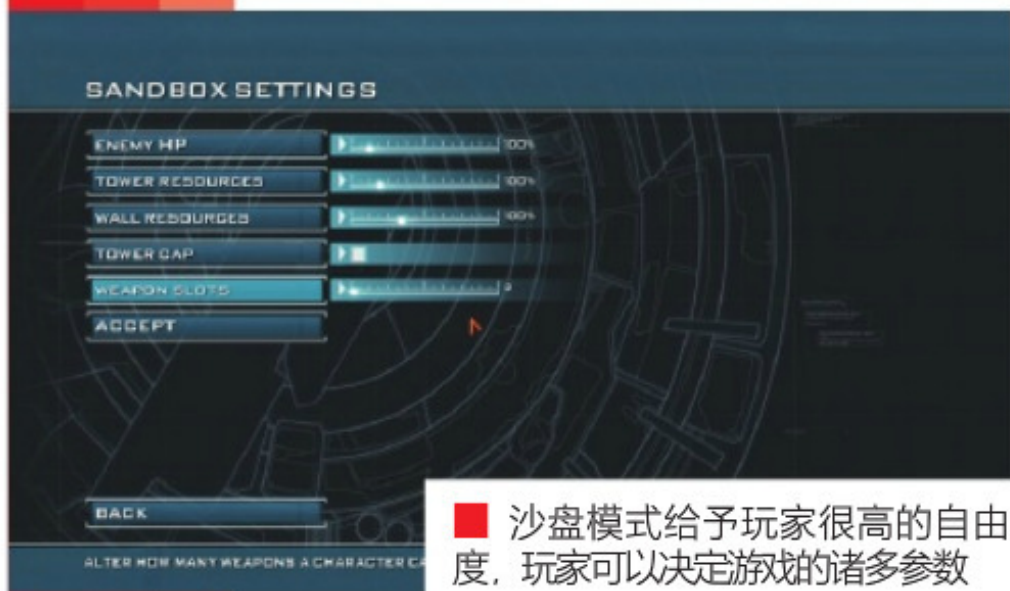 SANDBOX SETTINGS
ENEMY HP 100%
TOWER RESOURCES 100%
WALL RESOURCES 100%
TOWER CAP
WEAPON SLOTS
ACCEPT
BACK
ALTER HOW MANY WEAPONS A CHARACTER
沙盘模式给予玩家很高的自由
度,玩家可以决定游戏的诸多参数